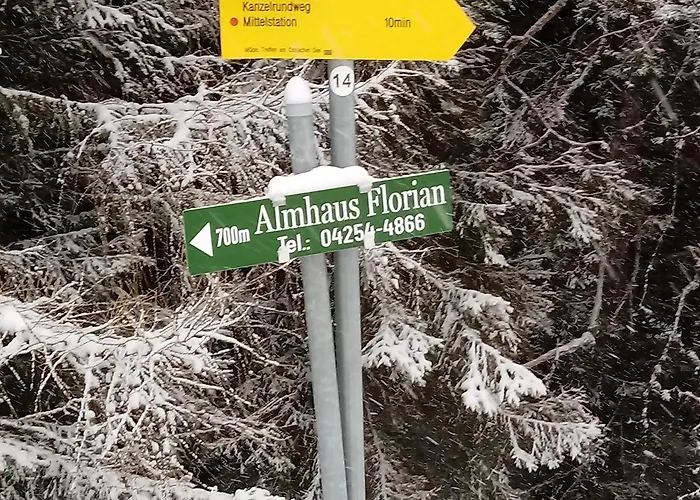 Kanzelrundweg
Mittelstation 10min
14
Almhaus Florian
700m
Tel.: 04254-4866